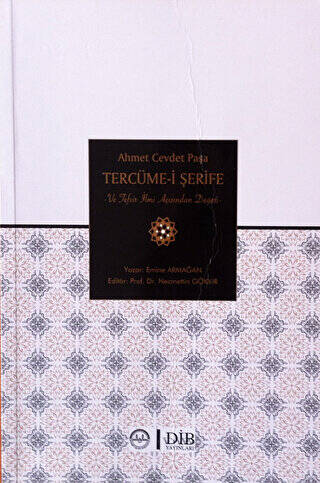 Ahmet Cevdet Paşa
TERCÜME-İ ŞERİFE
-Ve Tefsir İlmi Açısından Değeri-
Yazar: Emine ARMAĞAN
Editör: Prof. Dr. Necmettin GÖKKIR
DİB
YAYINLARI